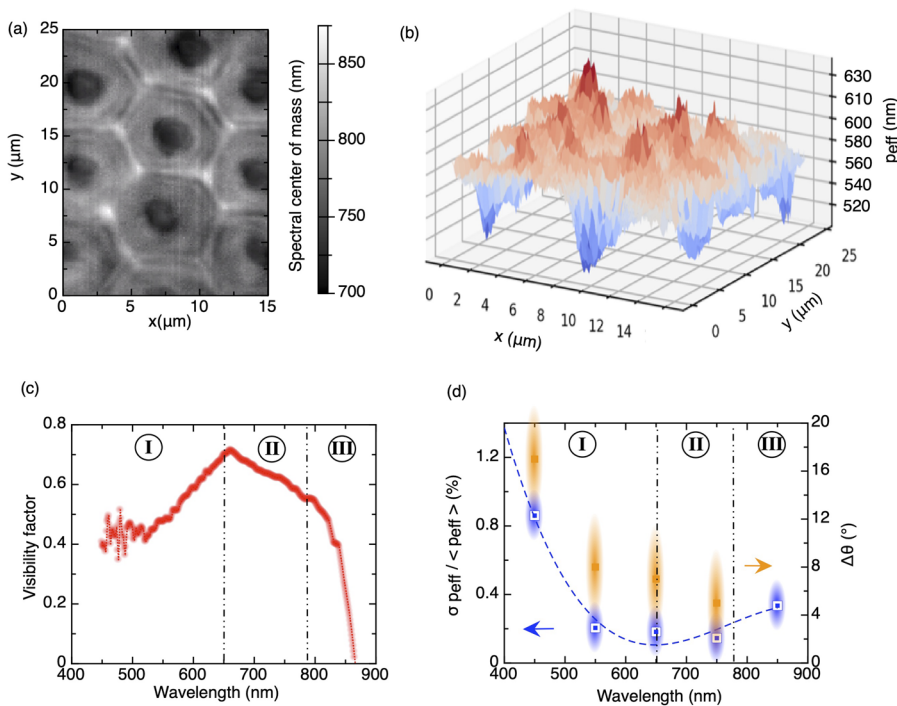 (a)
25
20
15
10
5
0
y (µm)
0 5 10 15
x(µm)
Spectral center of mass (nm)
850
800
750
700
(b)
630
610
600
580
560
540
520
peff (nm)
0 2 4 6 8 10 12 14
x (µm)
0 5 10 15 20 25
y (µm)
(c)
0.8
0.6
0.4
0.2
0
Visibility factor
I II III
400 500 600 700 800 900
Wavelength (nm)
(d)
1.2
0.8
0.4
0
σ peff / < peff > (%)
I II III
20
16
12
8
4
0
Δθ (°)
400 500 600 700 800 900
Wavelength (nm)